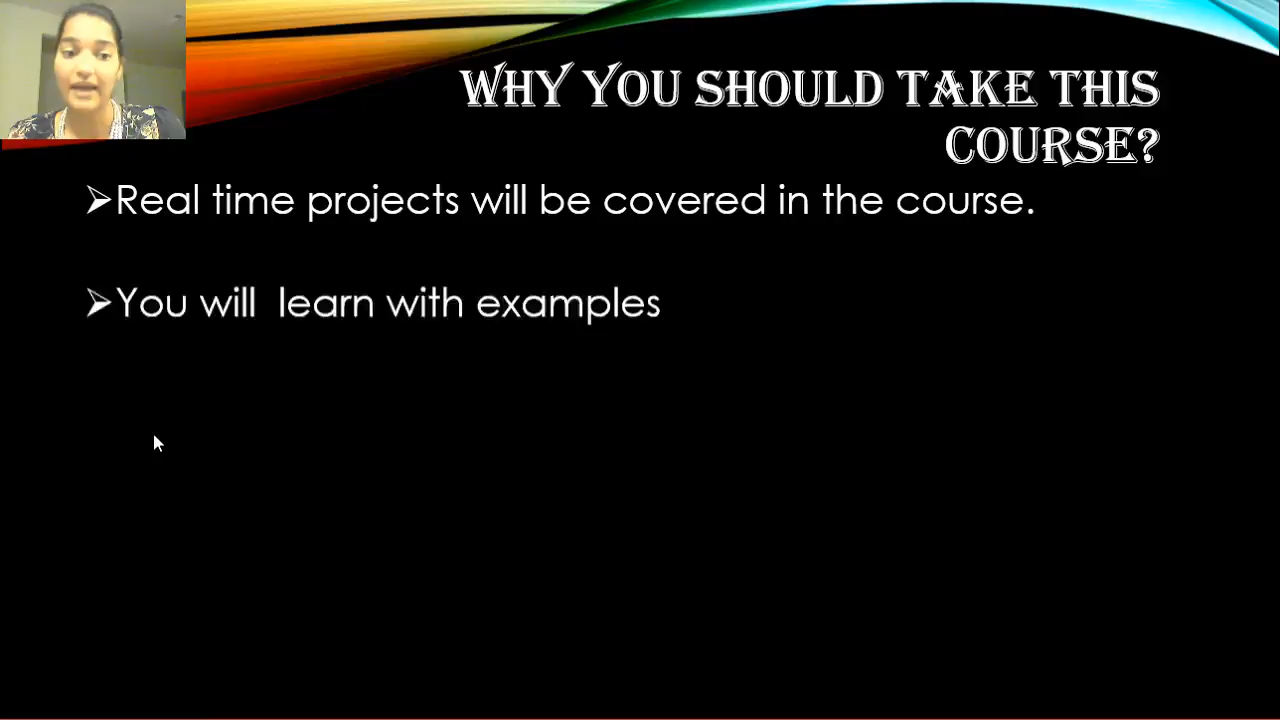 WHY YOU SHOULD TAKE THIS
COURSE?
➢Real time projects will be covered in the course.
➢You will  learn with examples